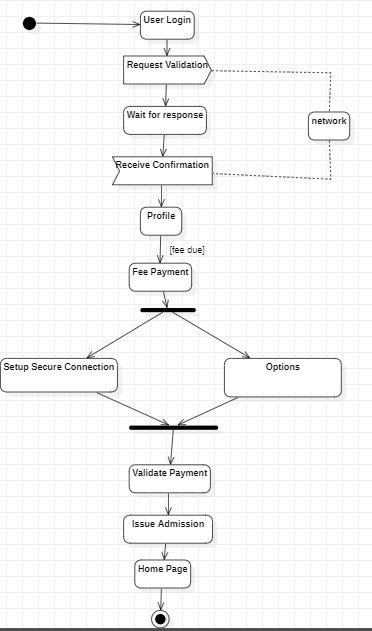 User Login
Request Validation
Wait for response
network
Receive Confirmation
Profile
[fee due]
Fee Payment
Setup Secure Connection
Options
Validate Payment
Issue Admission
Home Page